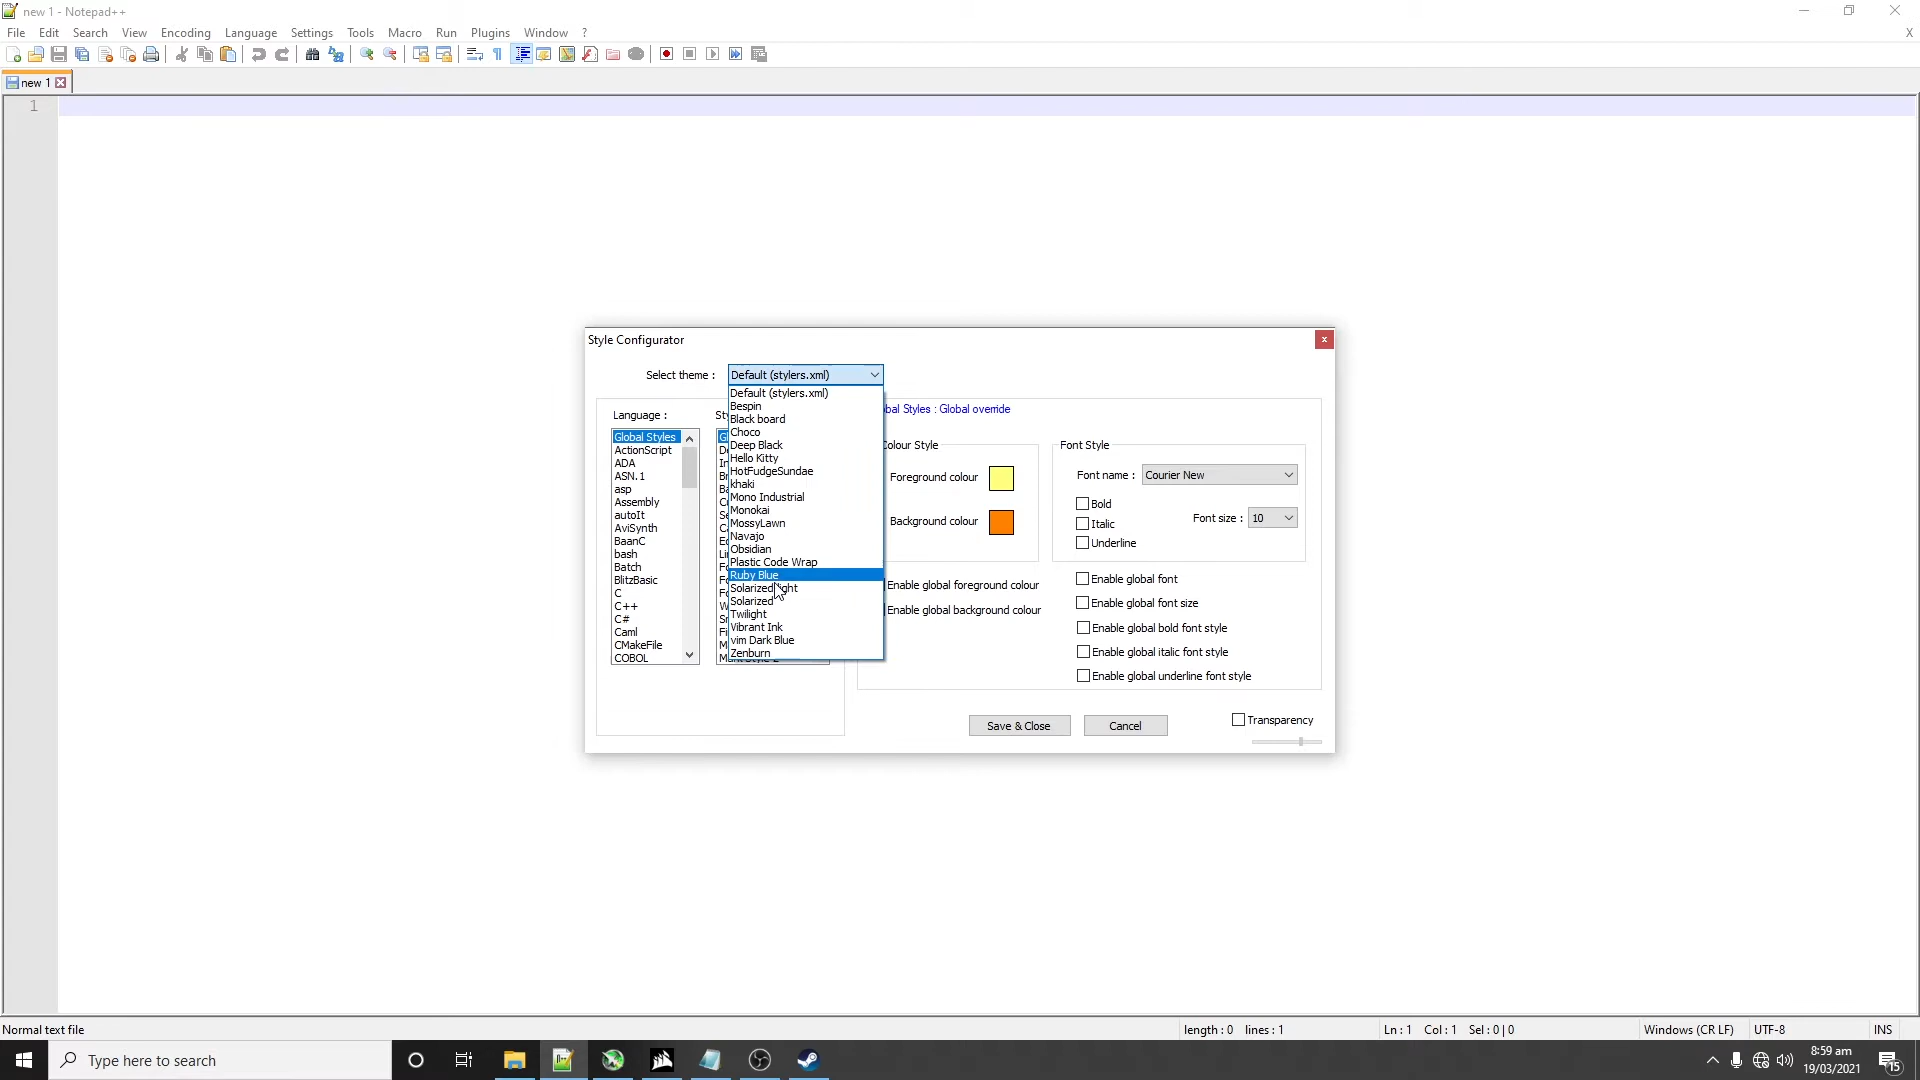 new 1 - Notepad++
File Edit Search View Encoding Language Settings Tools Macro Run Plugins Window ? X
new 1
1
Style Configurator
Select theme : Default (stylers.xml)
Default (stylers.xml)
Bespin
Black board
Choco
Deep Black
Hello Kitty
HotFudgeSundae
khaki
Mono Industrial
Monokai
MossyLawn
Navajo
Obsidian
Plastic Code Wrap
Ruby Blue
Solarized
Solarized
Twilight
Vibrant Ink
vim Dark Blue
Zenburn
Language :
Global Styles
ActionScript
ADA
ASN.1
asp
Assembly
autoIt
AviSynth
BaanC
bash
Batch
BlitzBasic
C
C++
C#
Caml
CMakeFile
COBOL
bal Styles : Global override
Colour Style
Foreground colour
Background colour
Enable global foreground colour
Enable global background colour
Font Style
Font name : Courier New
Bold
Italic
Underline
Font size : 10
Enable global font
Enable global font size
Enable global bold font style
Enable global italic font style
Enable global underline font style
Save & Close
Cancel
Transparency
Normal text file length : 0 lines : 1 Ln : 1 Col : 1 Sel : 0 | 0 Windows (CR LF) UTF-8 INS
Type here to search
8:59 am
19/03/2021
15